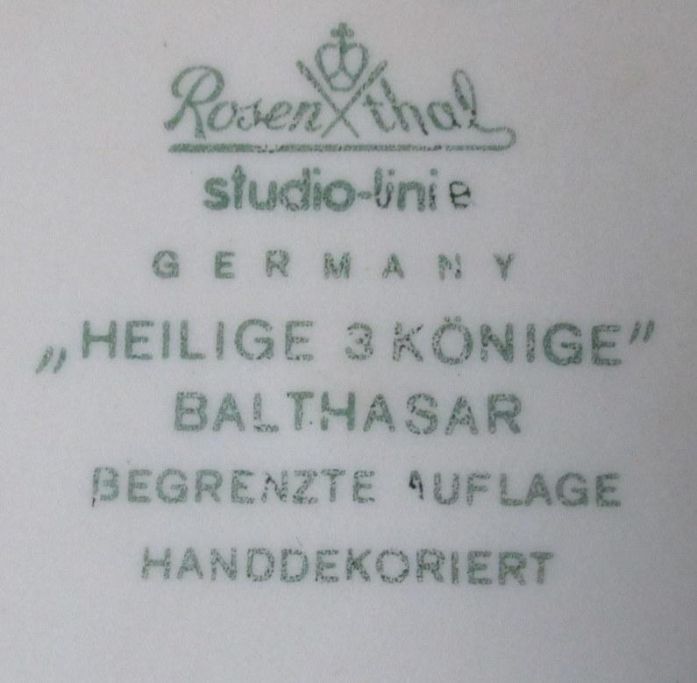 Rosenthal
studio-linie
GERMANY
„HEILIGE 3 KÖNIGE”
BALTHASAR
BEGRENZTE AUFLAGE
HANDDEKORIERT